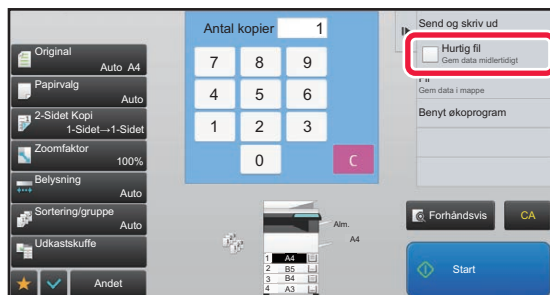 Original
Auto A4
Papirvalg
Auto
2-Sidet Kopi
1-Sidet→1-Sidet
Zoomfaktor
100%
Belysning
Auto
Sortering/gruppe
Auto
Udkastskuffe
Andet
Antal kopier 1
7 8 9
4 5 6
1 2 3
0 C
Alm.
A4
1 A4
2 B5
3 B4
4 A3
Send og skriv ud
Hurtig fil
Gem data midlertidigt
Fil
Gem data i mappe
Benyt økoprogram
Forhåndsvis CA
Start